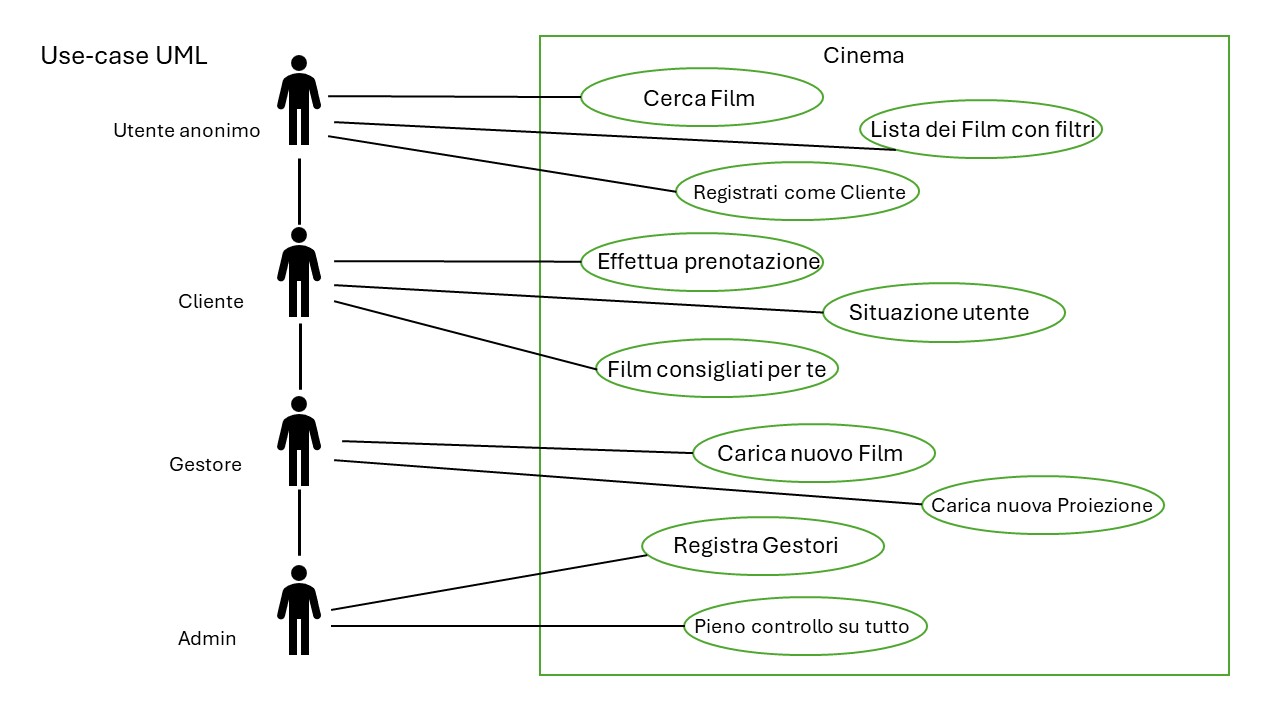 Use-case UML
Cinema
Cerca Film
Utente anonimo
Lista dei Film con filtri
Registrati come Cliente
Effettua prenotazione
Cliente
Situazione utente
Film consigliati per te
Gestore
Carica nuovo Film
Carica nuova Proiezione
Registra Gestori
Admin
Pieno controllo su tutto